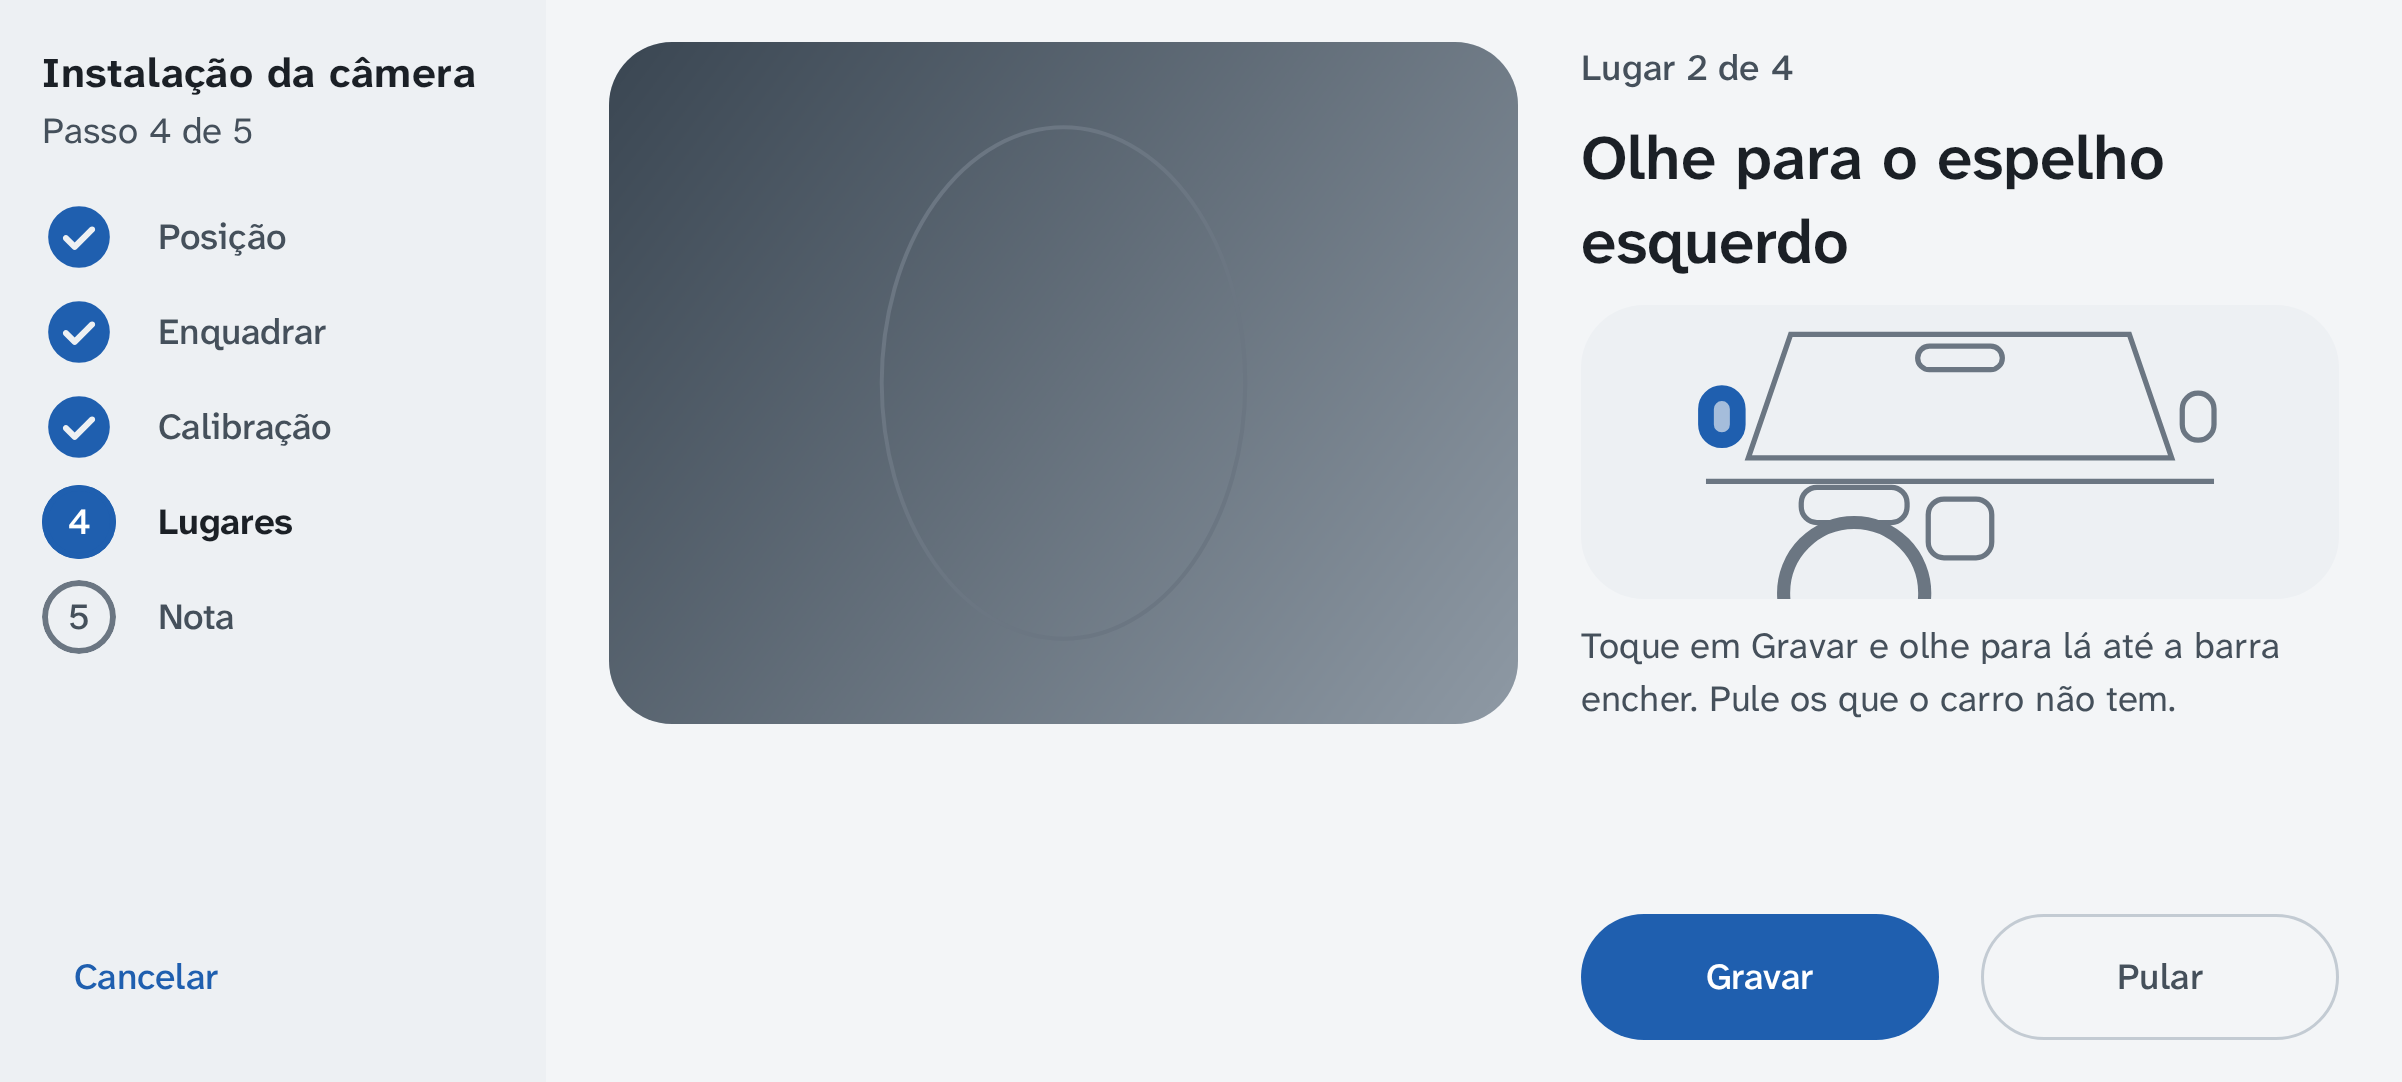 Instalação da câmera
Passo 4 de 5
Posição
Enquadrar
Calibração
4 Lugares
5 Nota
Cancelar
Lugar 2 de 4
Olhe para o espelho
esquerdo
Toque em Gravar e olhe para lá até a barra
encher. Pule os que o carro não tem.
Gravar
Pular